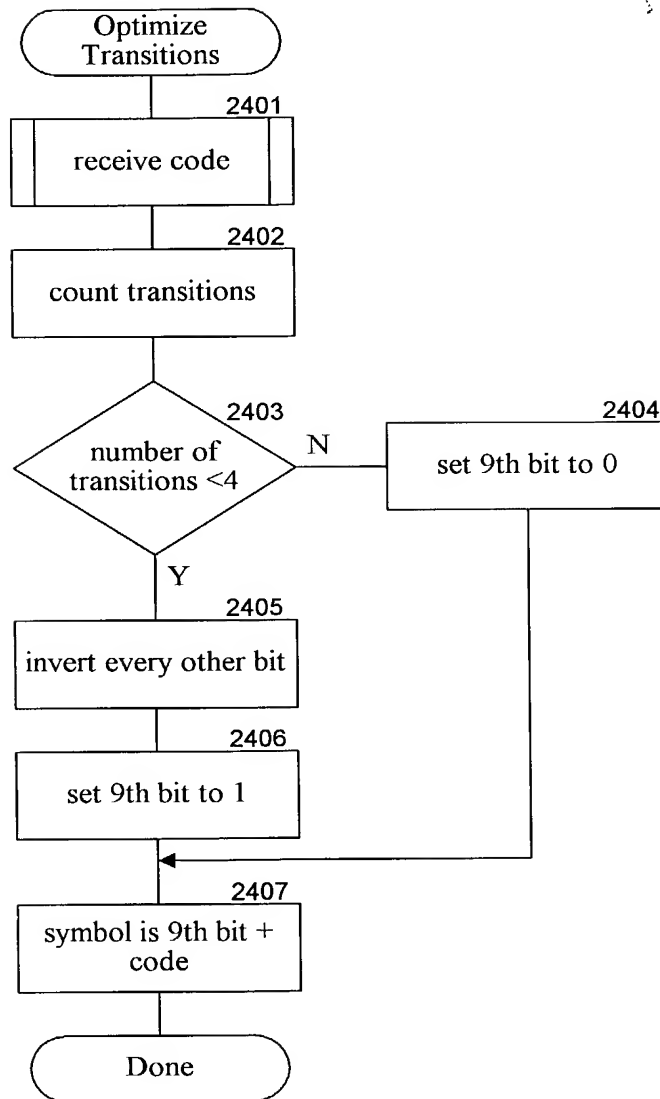 Optimize
Transitions
2401
receive code
2402
count transitions
2403
number of
transitions <4
N
2404
set 9th bit to 0
Y
2405
invert every other bit
2406
set 9th bit to 1
2407
symbol is 9th bit +
code
Done